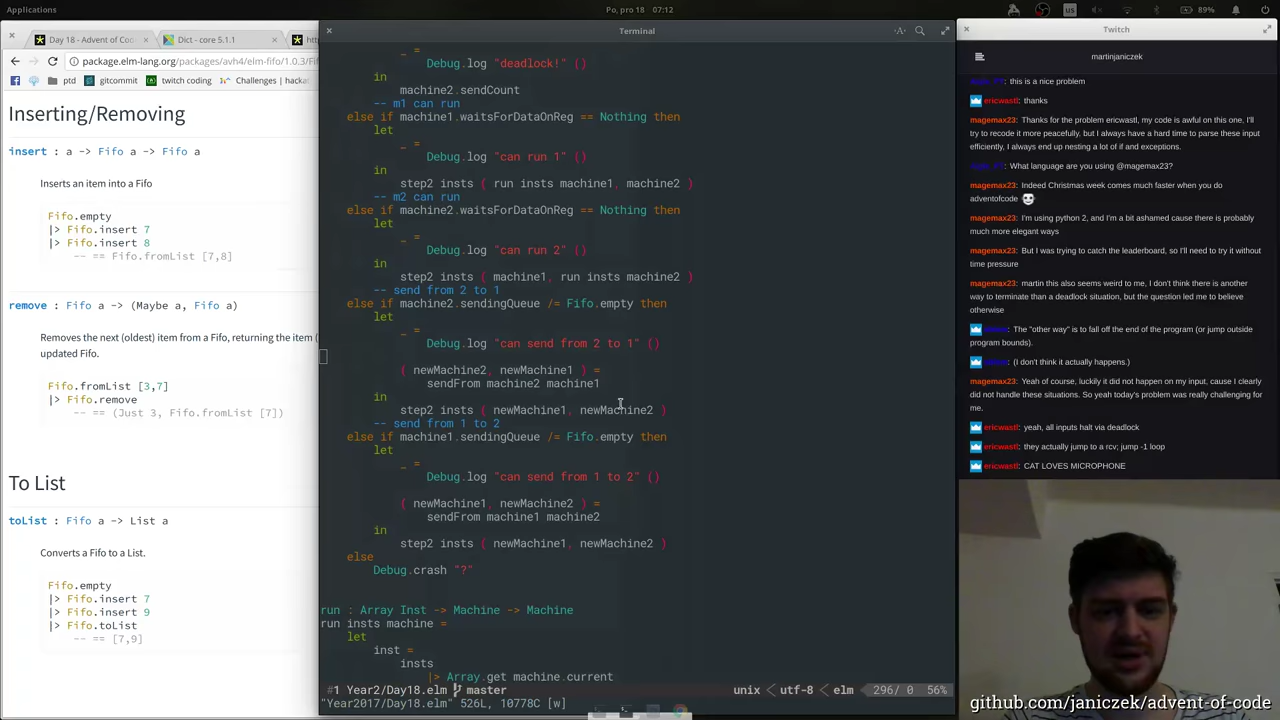 Applications
Po, pro 18 07:12
us
89%
Day 18 - Advent of Cod
Dict - core 5.1.1
package.elm-lang.org/packages/avh4/elm-fifo/1.0.3/Fi
ptd
gitcommit
twitch coding
Challenges | hacka
Inserting/Removing
insert : a -> Fifo a -> Fifo a
Inserts an item into a Fifo
Fifo.empty
|> Fifo.insert 7
|> Fifo.insert 8
-- == Fifo.fromList [7,8]
remove : Fifo a -> (Maybe a, Fifo a)
Removes the next (oldest) item from a Fifo, returning the item (
updated Fifo.
Fifo.fromList [3,7]
|> Fifo.remove
-- == (Just 3, Fifo.fromList [7])
To List
toList : Fifo a -> List a
Converts a Fifo to a List.
Fifo.empty
|> Fifo.insert 7
|> Fifo.insert 9
|> Fifo.toList
-- == [7,9]
Terminal
_ =
Debug.log "deadlock!" ()
in
machine2.sendCount
-- m1 can run
else if machine1.waitsForDataOnReg == Nothing then
let
_ =
Debug.log "can run 1" ()
in
step2 insts ( run insts machine1, machine2 )
-- m2 can run
else if machine2.waitsForDataOnReg == Nothing then
let
_ =
Debug.log "can run 2" ()
in
step2 insts ( machine1, run insts machine2 )
-- send from 2 to 1
else if machine2.sendingQueue /= Fifo.empty then
let
_ =
Debug.log "can send from 2 to 1" ()
( newMachine2, newMachine1 ) =
sendFrom machine2 machine1
in
step2 insts ( newMachine1, newMachine2 )
-- send from 1 to 2
else if machine1.sendingQueue /= Fifo.empty then
let
_ =
Debug.log "can send from 1 to 2" ()
( newMachine1, newMachine2 ) =
sendFrom machine1 machine2
in
step2 insts ( newMachine1, newMachine2 )
else
Debug.crash "?"
run : Array Inst -> Machine -> Machine
run insts machine =
let
inst =
insts
|> Array.get machine.current
#1 Year2/Day18.elm master unix < utf-8 < elm 296/ 0 56%
"Year2017/Day18.elm" 526L, 10778C [w]
Twitch
martinjaniczek
: this is a nice problem
ericwastl: thanks
magemax23: Thanks for the problem ericwastl, my code is awful on this one. I'll
try to recode it more peacefully, but I always have a hard time to parse these input
efficiently, I always end up nesting a lot of if and exceptions.
: What language are you using @magemax23?
magemax23: Indeed Christmas week comes much faster when you do
adventofcode
magemax23: I'm using python 2, and I'm a bit ashamed cause there is probably
much more elegant ways
magemax23: But I was trying to catch the leaderboard, so I'll need to try it without
time pressure
magemax23: martin this also seems weird to me, I don't think there is another
way to terminate than a deadlock situation, but the question led me to believe
otherwise
: The "other way" is to fall off the end of the program (or jump outside
program bounds).
: (I don't think it actually happens.)
magemax23: Yeah of course, luckily it did not happen on my input, cause I clearly
did not handle these situations. So yeah today's problem was really challenging for
me.
ericwastl: yeah, all inputs halt via deadlock
ericwastl: they actually jump to a rcv; jump -1 loop
ericwastl: CAT LOVES MICROPHONE
github.com/janiczek/advent-of-code